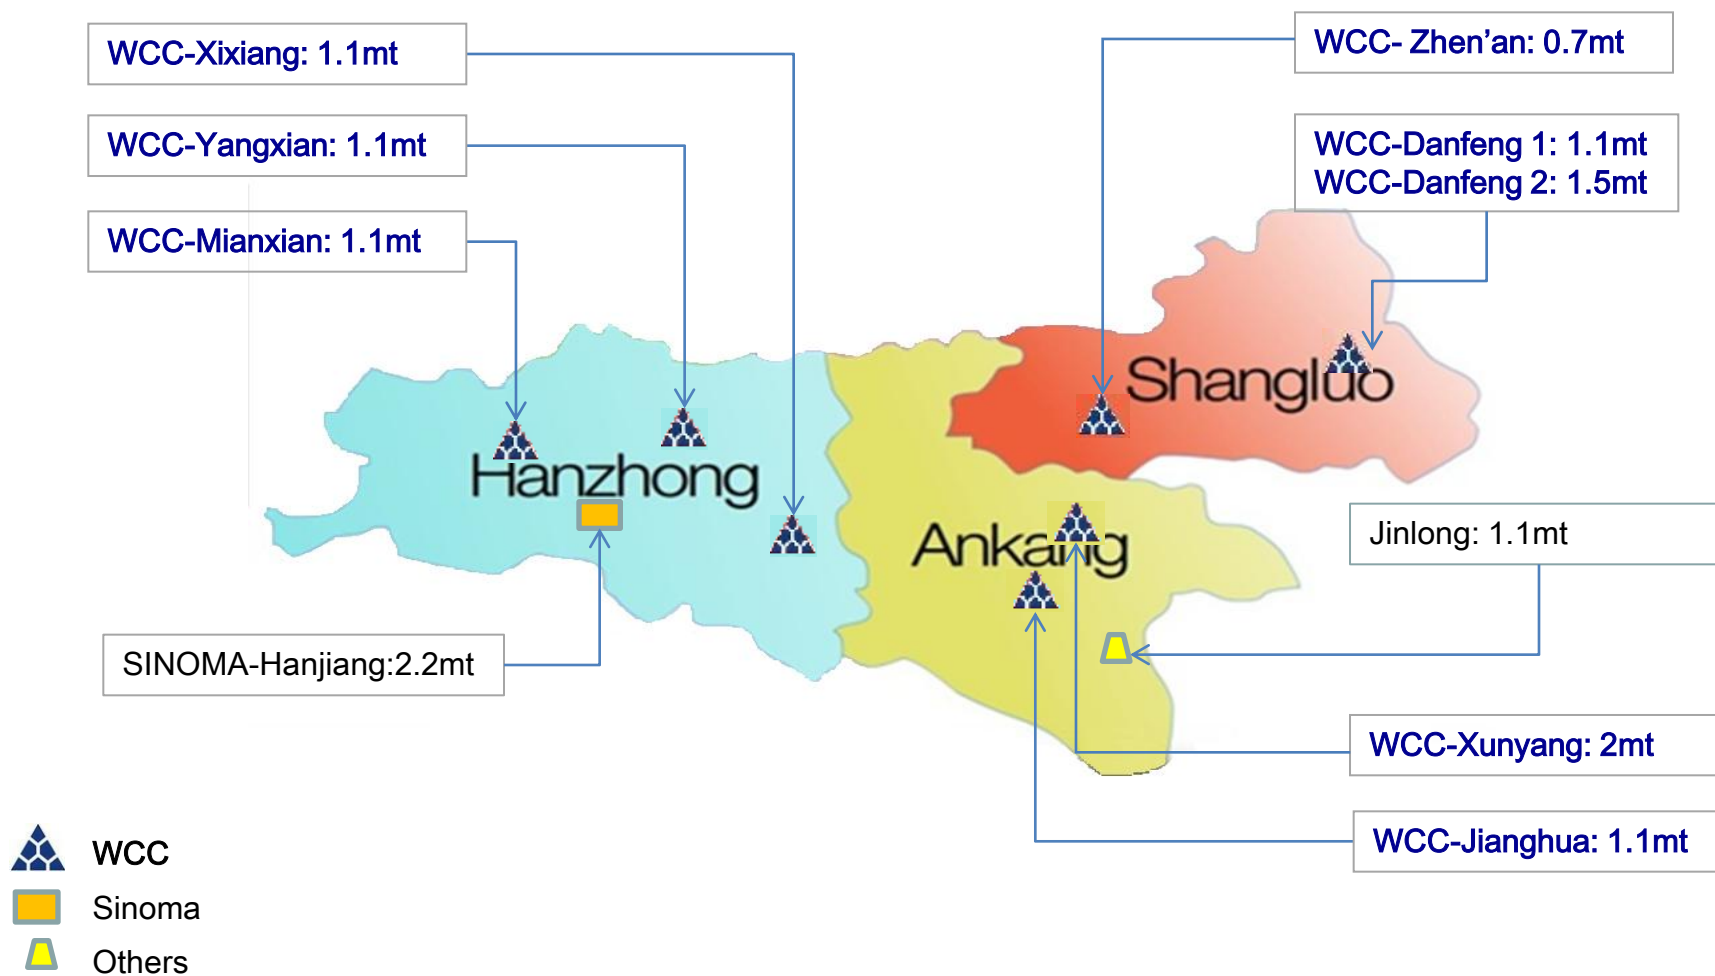 WCC-Xixiang: 1.1mt
WCC- Zhen’an: 0.7mt
WCC-Yangxian: 1.1mt
WCC-Danfeng 1: 1.1mt
WCC-Danfeng 2: 1.5mt
WCC-Mianxian: 1.1mt
Shangluo
Hanzhong
Ankang
Jinlong: 1.1mt
SINOMA-Hanjiang:2.2mt
WCC-Xunyang: 2mt
WCC-Jianghua: 1.1mt
WCC
Sinoma
Others